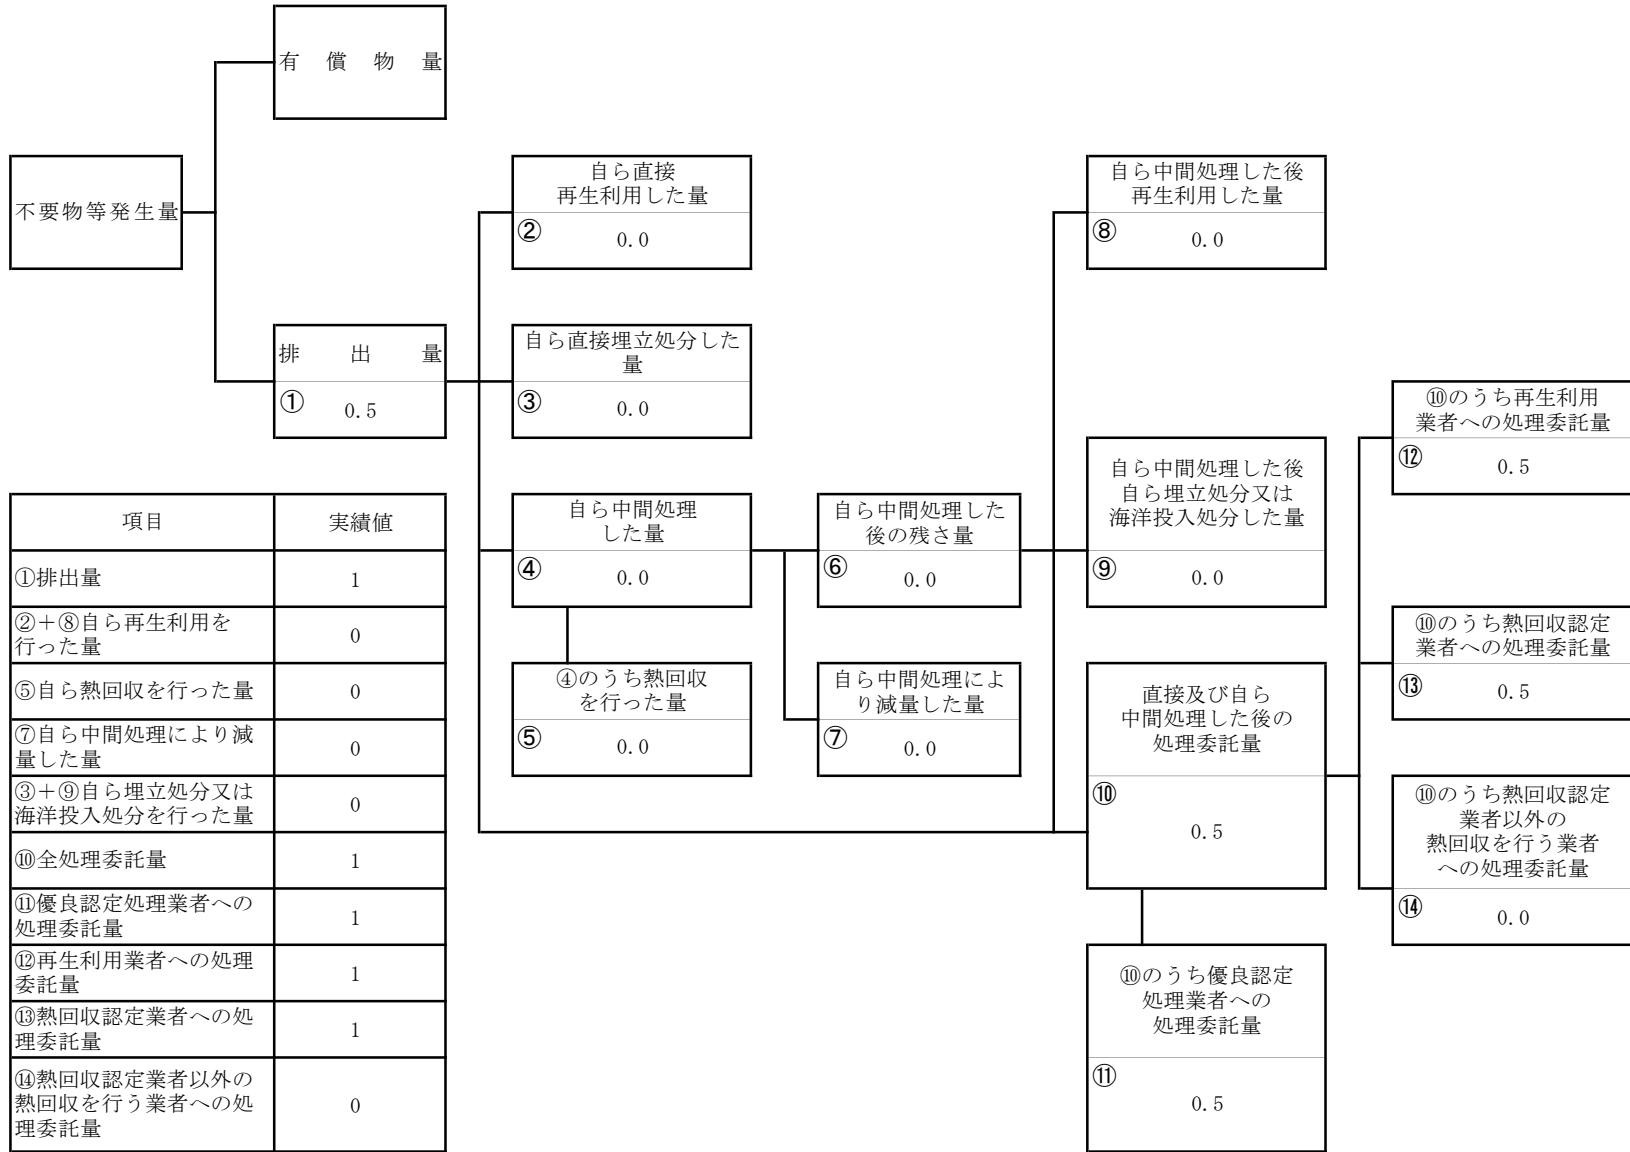 有償物量
不要物等発生量
排出量
① 0.5
自ら直接
再生利用した量
② 0.0
自ら直接埋立処分した
量
③ 0.0
自ら中間処理
した量
④ 0.0
④のうち熱回収
を行った量
⑤ 0.0
自ら中間処理した
後の残さ量
⑥ 0.0
自ら中間処理によ
り減量した量
⑦ 0.0
自ら中間処理した後
再生利用した量
⑧ 0.0
自ら中間処理した後
自ら埋立処分又は
海洋投入処分した量
⑨ 0.0
直接及び自ら
中間処理した後の
処理委託量
⑩
0.5
⑩のうち優良認定
処理業者への
処理委託量
⑪
0.5
⑩のうち再生利用
業者への処理委託量
⑫ 0.5
⑩のうち熱回収認定
業者への処理委託量
⑬ 0.5
⑩のうち熱回収認定
業者以外の
熱回収を行う業者
への処理委託量
⑭ 0.0
項目 実績値
①排出量 1
②＋⑧自ら再生利用を
行った量 0
⑤自ら熱回収を行った量 0
⑦自ら中間処理により減
量した量 0
③＋⑨自ら埋立処分又は
海洋投入処分を行った量 0
⑩全処理委託量 1
⑪優良認定処理業者への
処理委託量 1
⑫再生利用業者への処理
委託量 1
⑬熱回収認定業者への処
理委託量 1
⑭熱回収認定業者以外の
熱回収を行う業者への処
理委託量 0